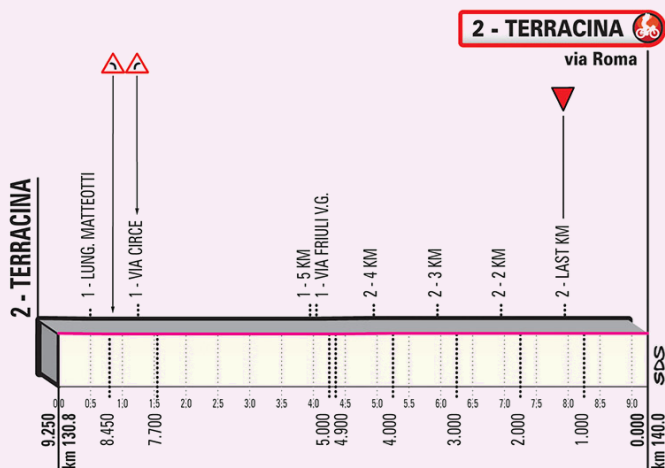 2 - TERRACINA
via Roma
2 - TERRACINA
1 - LUNG. MATTEOTTI
1 - VIA CIRCE
1 - 5 KM
1 - VIA FRIULI V.G.
2 - 4 KM
2 - 3 KM
2 - 2 KM
2 - LAST KM
0.0 0.5 1.0 1.5 2.0 2.5 3.0 3.5 4.0 4.5 5.0 5.5 6.0 6.5 7.0 7.5 8.0 8.5 9.0
SDS
9.250
km 130.8
8.450
7.700
5.000
4.900
4.000
3.000
2.000
1.000
0.000
km 140.0